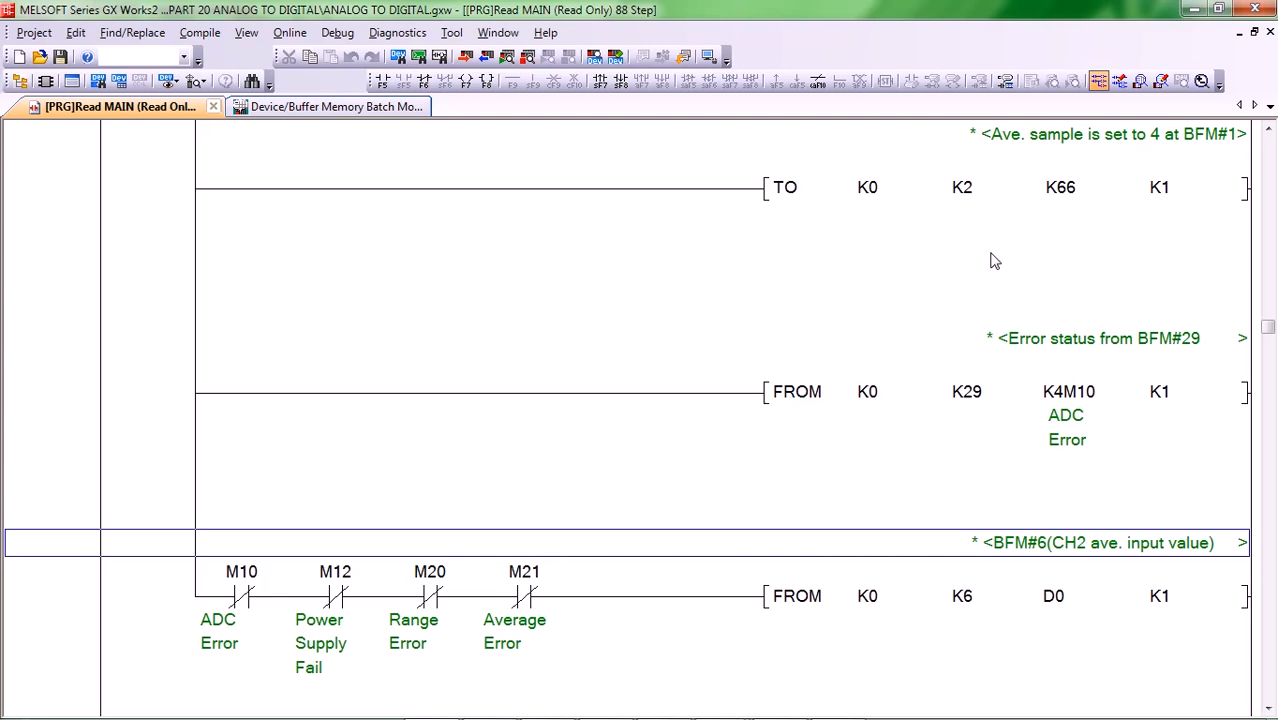 MELSOFT Series GX Works2 ...PART 20 ANALOG TO DIGITAL\ANALOG TO DIGITAL.gxw - [[PRG]Read MAIN (Read Only) 88 Step]
Project Edit Find/Replace Compile View Online Debug Diagnostics Tool Window Help
[PRG]Read MAIN (Read Onl... Device/Buffer Memory Batch Mo...
* <Ave. sample is set to 4 at BFM#1>
TO K0 K2 K66 K1
* <Error status from BFM#29 >
FROM K0 K29 K4M10 K1
ADC
Error
* <BFM#6(CH2 ave. input value) >
M10 M12 M20 M21
FROM K0 K6 D0 K1
ADC Power Range Average
Error Supply Error Error
Fail